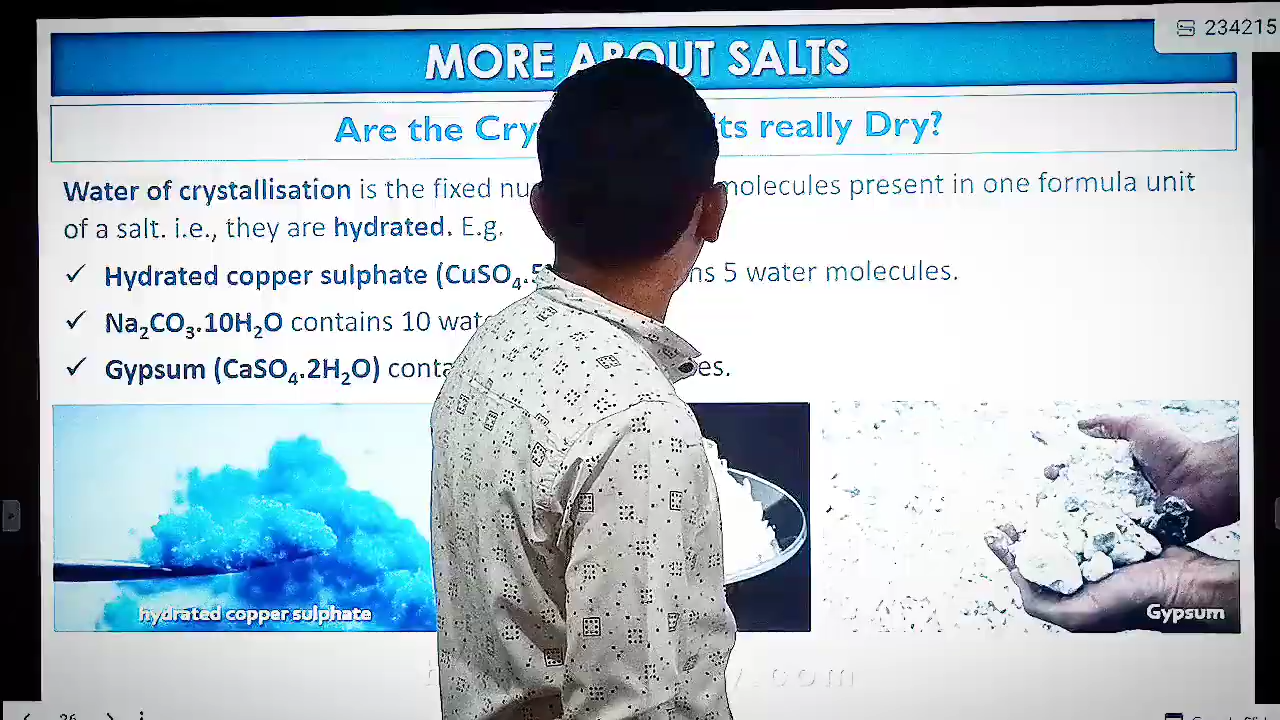 234215
MORE ABOUT SALTS
Are the Cry ts really Dry?
Water of crystallisation is the fixed nu molecules present in one formula unit
of a salt. i.e., they are hydrated. E.g.
✓ Hydrated copper sulphate (CuSO₄.5 ns 5 water molecules.
✓ Na₂CO₃.10H₂O contains 10 wat
✓ Gypsum (CaSO₄.2H₂O) conta es.
hydrated copper sulphate
Gypsum
26